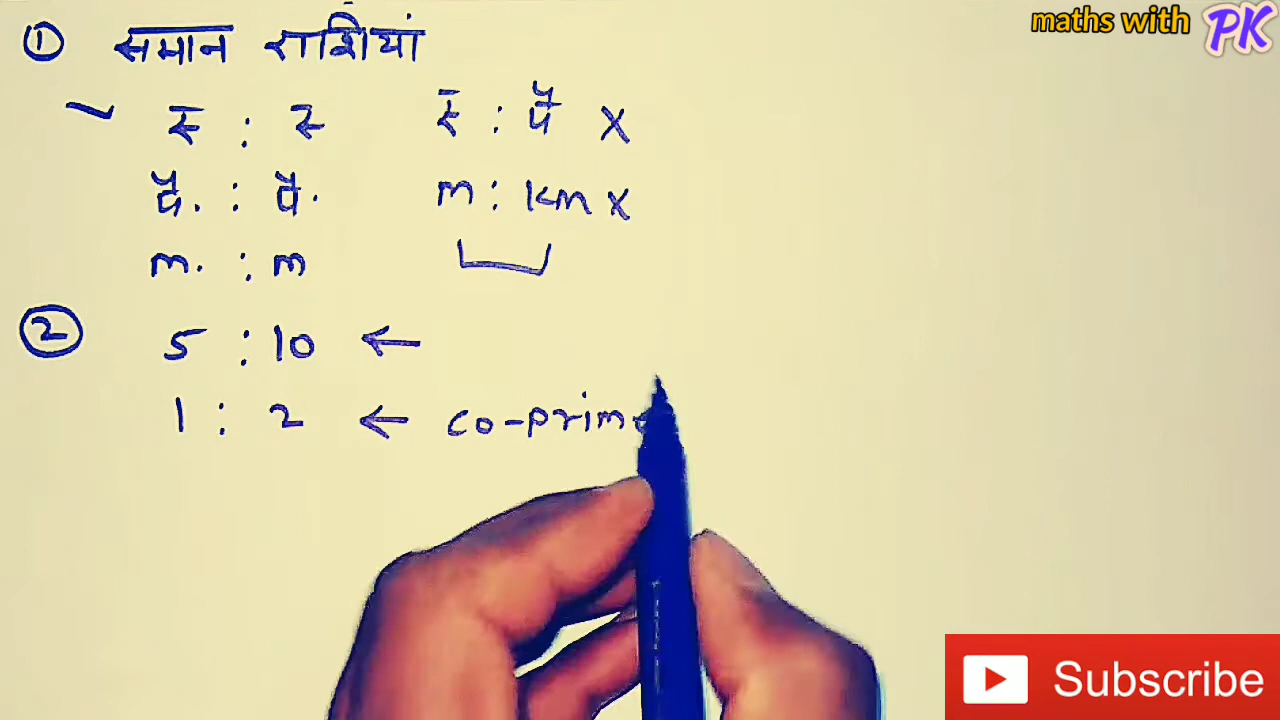 maths with PK
① समान राशियां
रु : रु रु : पै x
पै. : पै. m : km x
m. : m
② 5 : 10 ←
1 : 2 ← co-prime
Subscribe